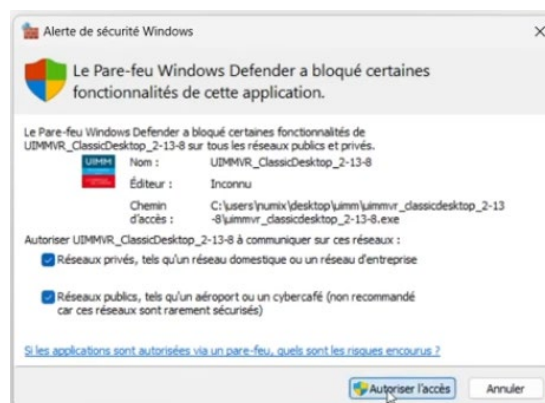 Alerte de sécurité Windows
Le Pare-feu Windows Defender a bloqué certaines
fonctionnalités de cette application.
Le Pare-feu Windows Defender a bloqué certaines fonctionnalités de
UIMMVR_ClassicDesktop_2-13-8 sur tous les réseaux publics et privés.
UIMM
Nom : UIMMVR_ClassicDesktop_2-13-8
Éditeur : Inconnu
Chemin C:\users\numix\desktop\uimm\uimmvr_classicdesktop_2-13
d'accès : -8\uimmvr_classicdesktop_2-13-8.exe
Autoriser UIMMVR_ClassicDesktop_2-13-8 à communiquer sur ces réseaux :
Réseaux privés, tels qu'un réseau domestique ou un réseau d'entreprise
Réseaux publics, tels qu'un aéroport ou un cybercafé (non recommandé
car ces réseaux sont rarement sécurisés)
Si les applications sont autorisées via un pare-feu, quels sont les risques encourus ?
Autoriser l'accès Annuler